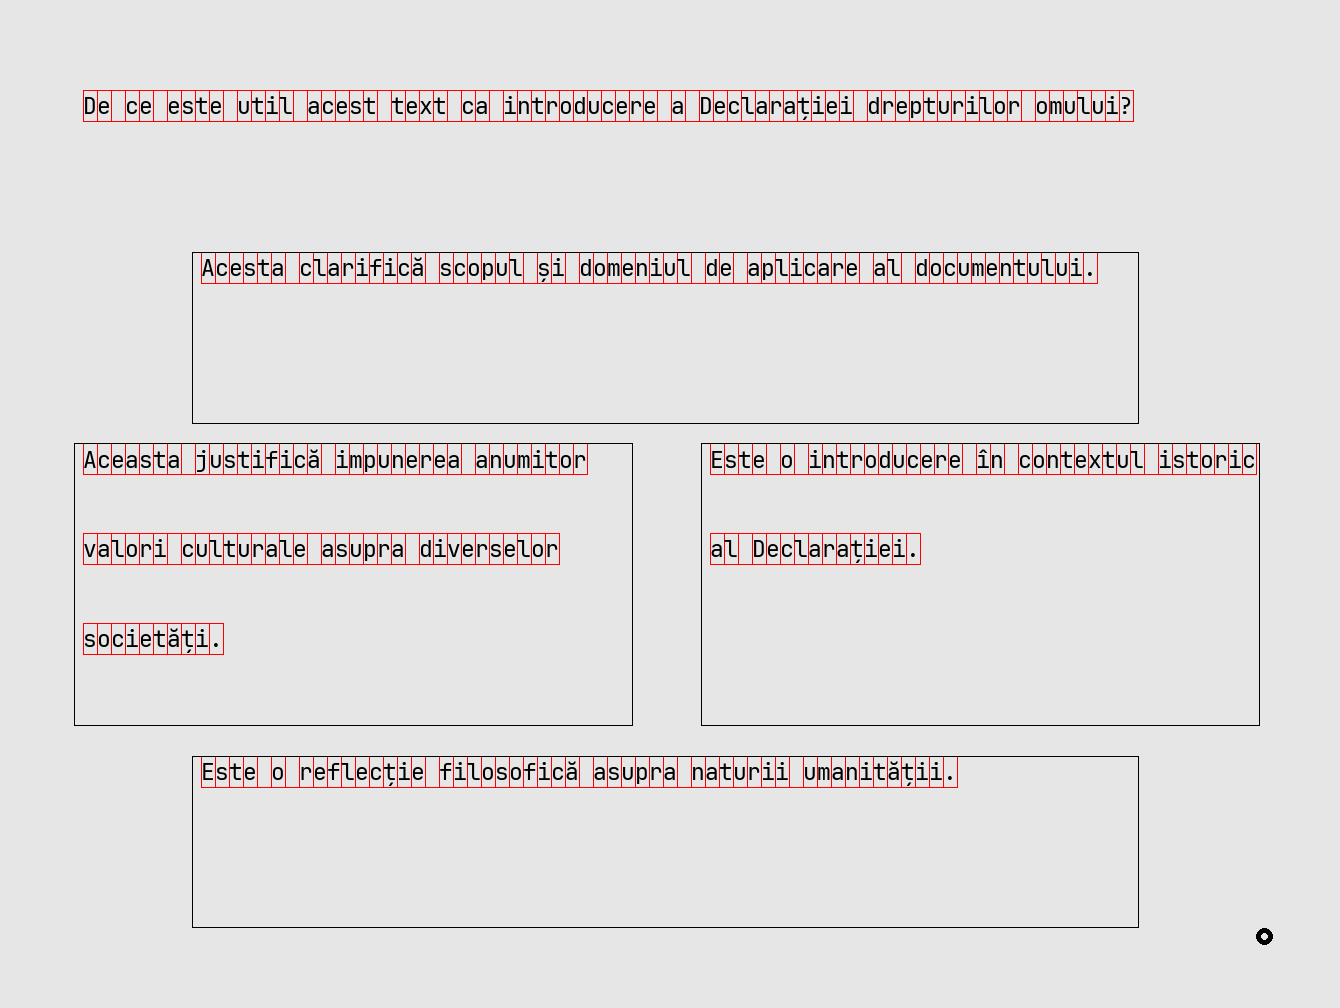 De ce este util acest text ca introducere a Declarației drepturilor omului?
Acesta clarifică scopul și domeniul de aplicare al documentului.
Aceasta justifică impunerea anumitor
valori culturale asupra diverselor
societăți.
Este o introducere în contextul istoric
al Declarației.
Este o reflecție filosofică asupra naturii umanității.